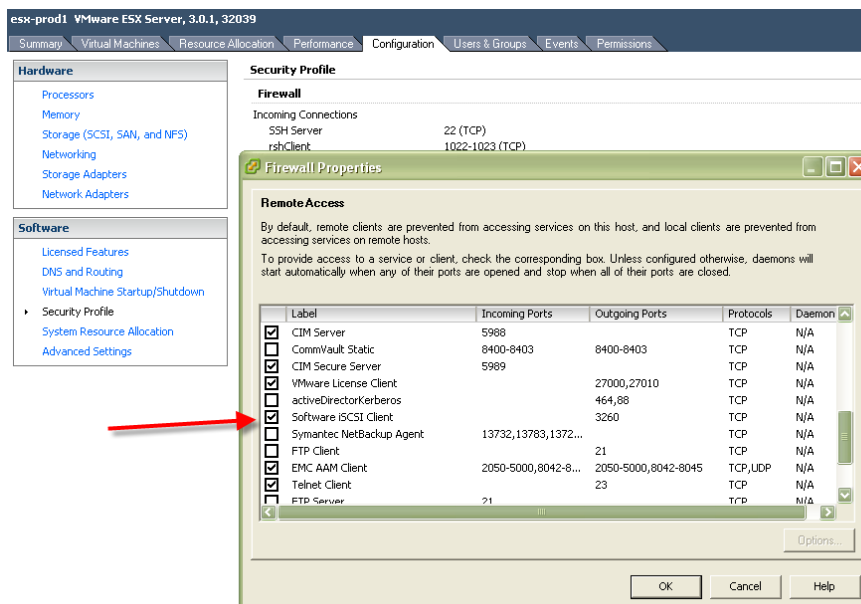 esx-prod1 VMware ESX Server, 3.0.1, 32039
Summary Virtual Machines Resource Allocation Performance Configuration Users & Groups Events Permissions
Hardware
Processors
Memory
Storage (SCSI, SAN, and NFS)
Networking
Storage Adapters
Network Adapters
Software
Licensed Features
DNS and Routing
Virtual Machine Startup/Shutdown
Security Profile
System Resource Allocation
Advanced Settings
Security Profile
Firewall
Incoming Connections
SSH Server 22 (TCP)
rshClient 1022-1023 (TCP)
Firewall Properties
Remote Access
By default, remote clients are prevented from accessing services on this host, and local clients are prevented from
accessing services on remote hosts.
To provide access to a service or client, check the corresponding box. Unless configured otherwise, daemons will
start automatically when any of their ports are opened and stop when all of their ports are closed.
Label Incoming Ports Outgoing Ports Protocols Daemon
CIM Server 5988 TCP N/A
CommVault Static 8400-8403 8400-8403 TCP N/A
CIM Secure Server 5989 TCP N/A
VMware License Client 27000,27010 TCP N/A
activeDirectorKerberos 464,88 TCP N/A
Software iSCSI Client 3260 TCP N/A
Symantec NetBackup Agent 13732,13783,1372... TCP N/A
FTP Client 21 TCP N/A
EMC AAM Client 2050-5000,8042-8... 2050-5000,8042-8045 TCP,UDP N/A
Telnet Client 23 TCP N/A
FTP Server 21 TCP N/A
Options...
OK Cancel Help